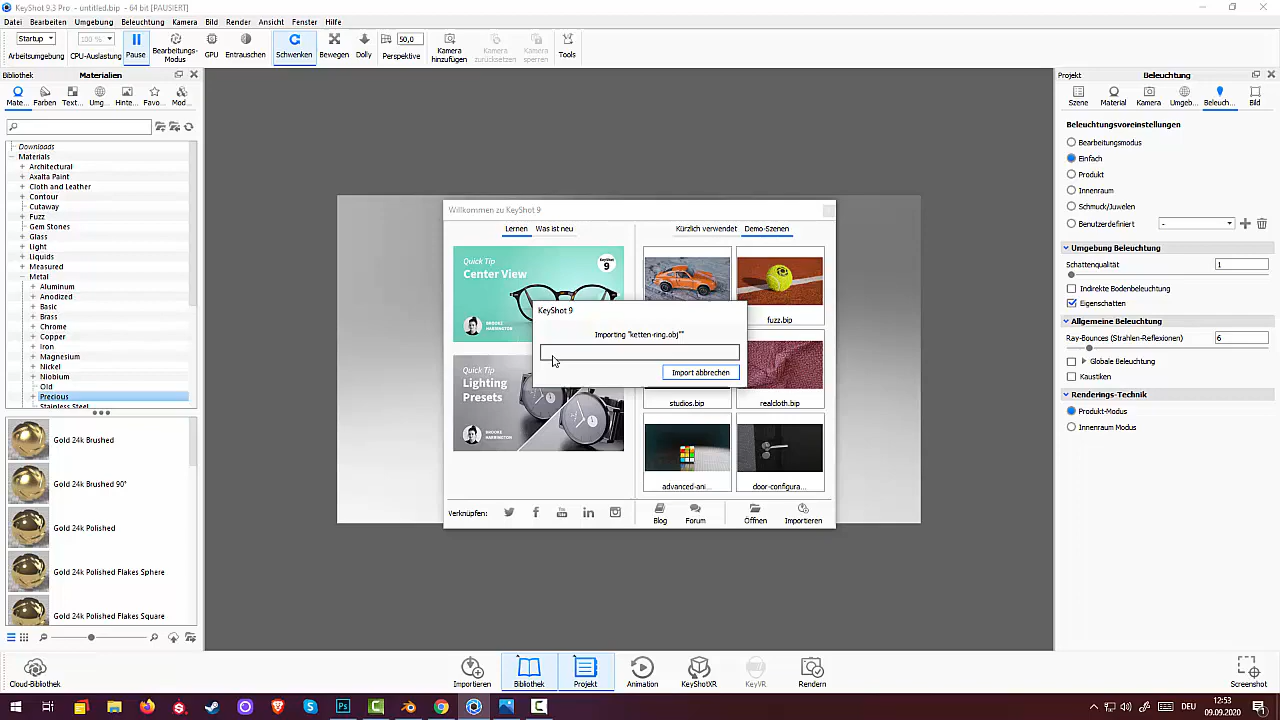 KeyShot 9.3 Pro - untitled.bip - 64 bit [PAUSIERT]
Datei Bearbeiten Umgebung Beleuchtung Kamera Bild Render Ansicht Fenster Hilfe
Startup 100 % 50,0
Arbeitsumgebung CPU-Auslastung Pause Bearbeitungs-Modus GPU Entrauschen Schwenken Bewegen Dolly Perspektive Kamera hinzufügen Kamera zurücksetzen Kamera sperren Tools
Bibliothek Materialien
Mate... Farben Text... Umg... Hinte... Favo... Mod...
Downloads
Materials
Architectural
Axalta Paint
Cloth and Leather
Contour
Cutaway
Fuzz
Gem Stones
Glass
Light
Liquids
Measured
Metal
Aluminum
Anodized
Basic
Brass
Chrome
Copper
Iron
Magnesium
Nickel
Niobium
Old
Precious
Stainless Steel
Gold 24k Brushed
Gold 24k Brushed 90°
Gold 24k Polished
Gold 24k Polished Flakes Sphere
Gold 24k Polished Flakes Square
Willkommen zu KeyShot 9
Lernen Was ist neu
Kürzlich verwendet Demo-Szenen
Quick Tip
Center View
KeyShot
9
BROOKE
HARRINGTON
Quick Tip
Lighting
Presets
BROOKE
HARRINGTON
fuzz.bip
studios.bip
realcloth.bip
advanced-ani...
door-configura...
KeyShot 9
Importing "ketten-ring.obj""
Import abbrechen
Verknüpfen:
You
Tube
Blog Forum Öffnen Importieren
Projekt Beleuchtung
Szene Material Kamera Umgeb... Beleuch... Bild
Beleuchtungsvoreinstellungen
Bearbeitungsmodus
Einfach
Produkt
Innenraum
Schmuck/Juwelen
Benutzerdefiniert -
Umgebung Beleuchtung
Schattenqualität 1
Indirekte Bodenbeleuchtung
Eigenschatten
Allgemeine Beleuchtung
Ray-Bounces (Strahlen-Reflexionen) 6
Globale Beleuchtung
Kaustiken
Renderings-Technik
Produkt-Modus
Innenraum Modus
Cloud-Bibliothek Importieren Bibliothek Projekt Animation KeyShotXR KeyVR Rendern Screenshot
Ps
DEU
12:53
09.09.2020